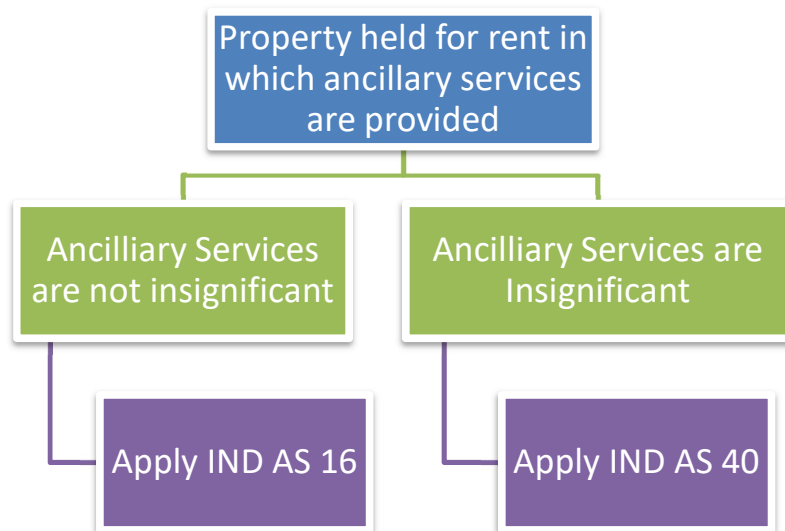 Property held for rent in
which ancillary services
are provided
Ancilliary Services
are not insignificant
Ancilliary Services are
Insignificant
Apply IND AS 16
Apply IND AS 40